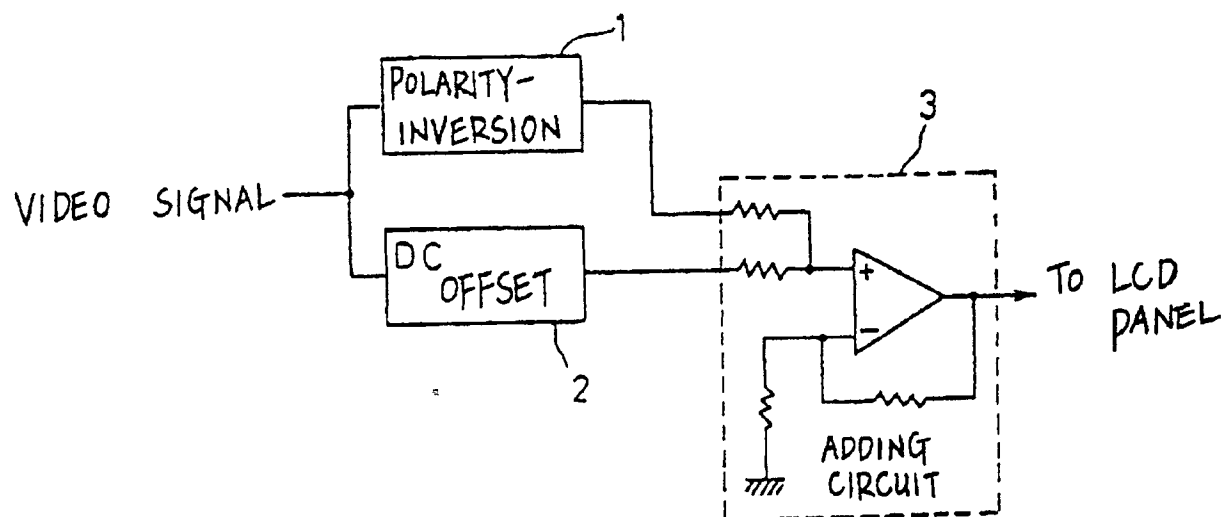 1
POLARITY-
INVERSION
3
VIDEO SIGNAL
DC
OFFSET
+
−
TO LCD
PANEL
2
ADDING
CIRCUIT